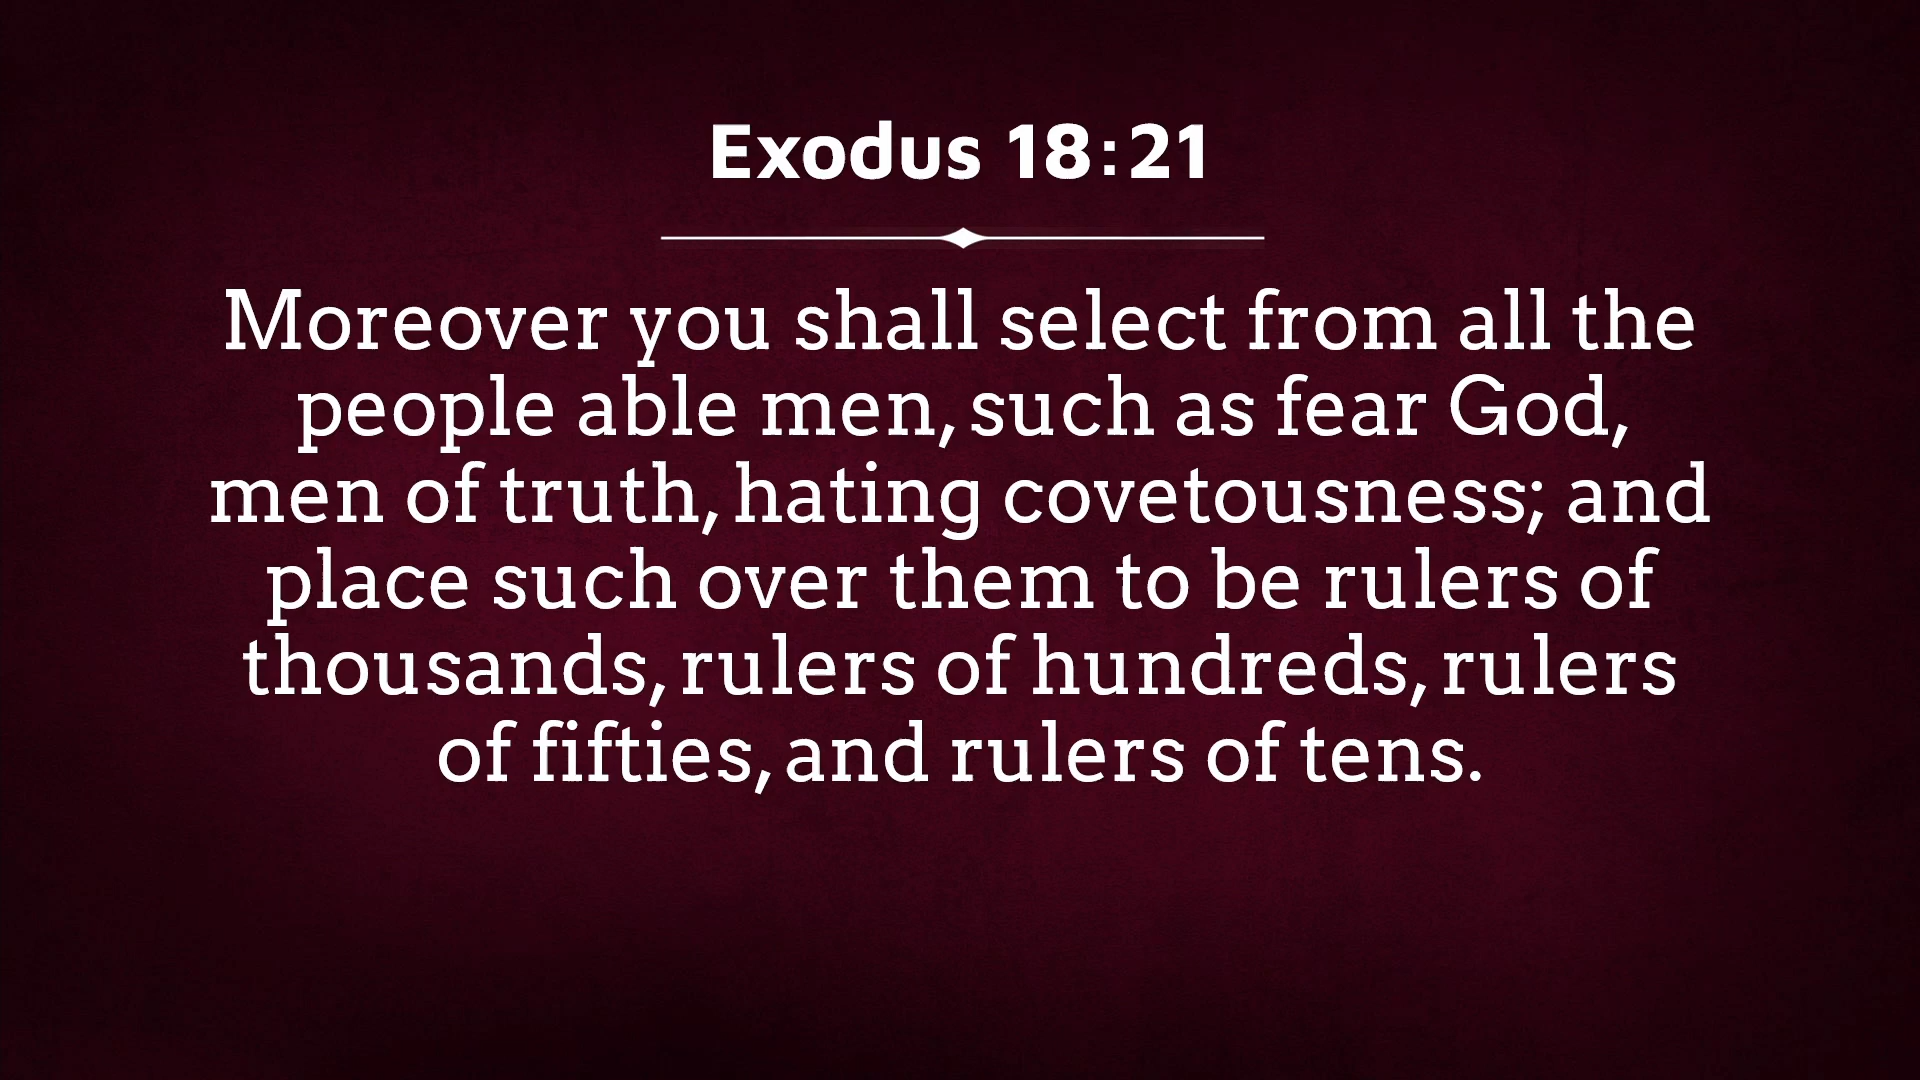 Exodus 18:21
Moreover you shall select from all the
people able men, such as fear God,
men of truth, hating covetousness; and
place such over them to be rulers of
thousands, rulers of hundreds, rulers
of fifties, and rulers of tens.